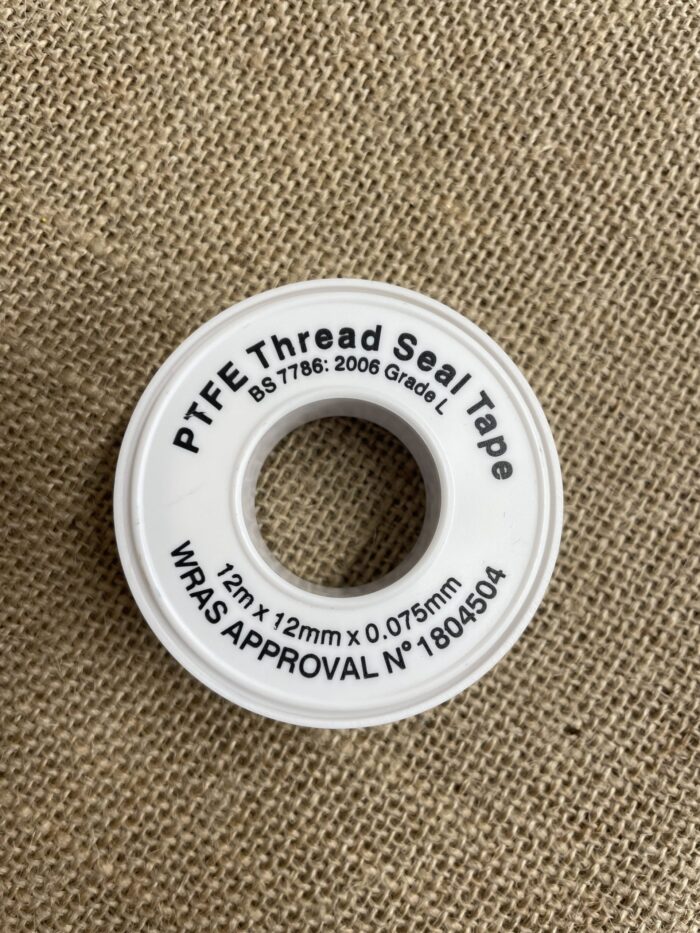 PTFE Thread Seal Tape
BS 7786: 2006 Grade L
12m x 12mm x 0.075mm
WRAS APPROVAL N° 1804504